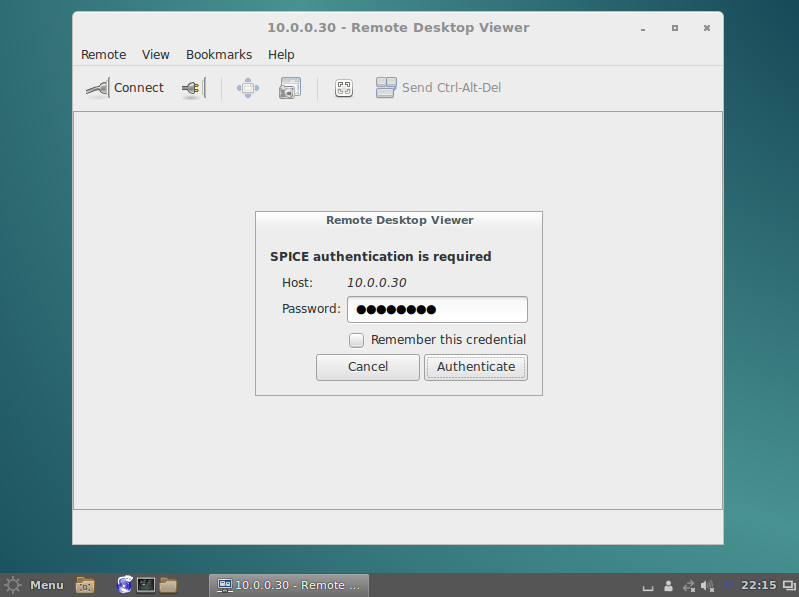 10.0.0.30 - Remote Desktop Viewer
Remote View Bookmarks Help
Connect Send Ctrl-Alt-Del
Remote Desktop Viewer
SPICE authentication is required
Host: 10.0.0.30
Password: ●●●●●●●●
Remember this credential
Cancel Authenticate
Menu 10.0.0.30 - Remote ... 22:15